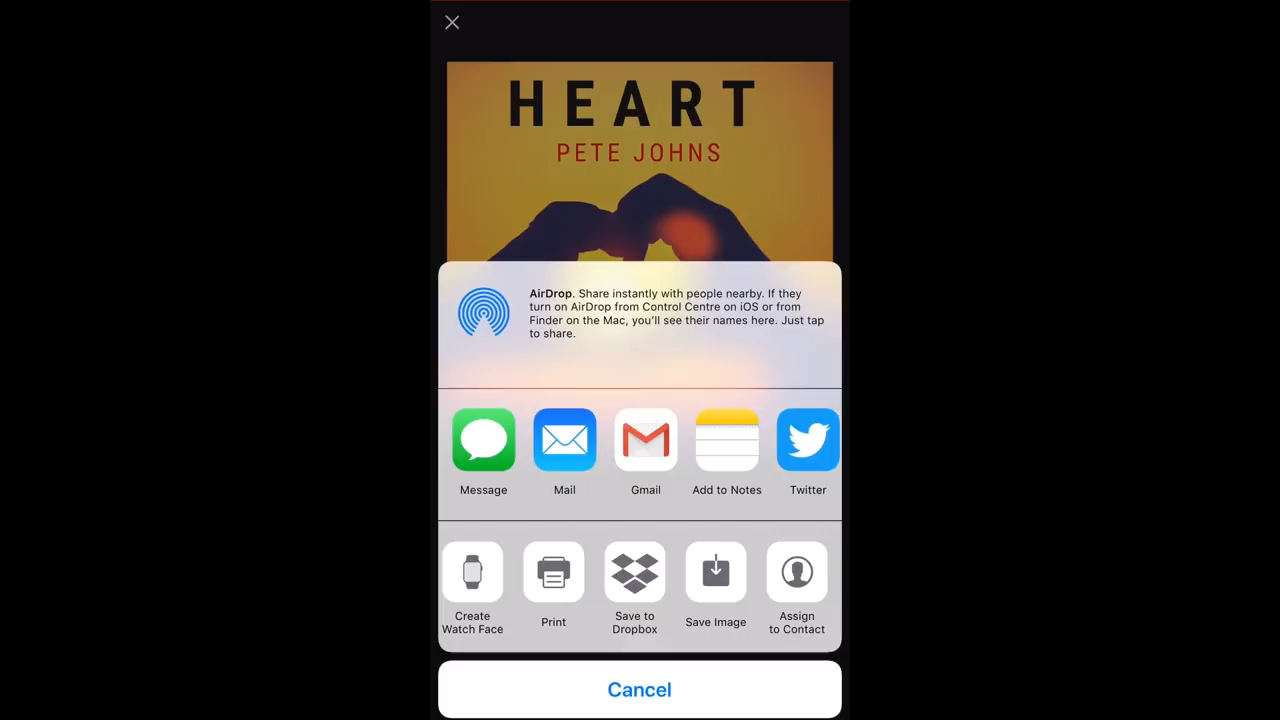 HEART
PETE JOHNS
AirDrop. Share instantly with people nearby. If they
turn on AirDrop from Control Centre on iOS or from
Finder on the Mac, you'll see their names here. Just tap
to share.
Message
Mail
Gmail
Add to Notes
Twitter
Create
Watch Face
Print
Save to
Dropbox
Save Image
Assign
to Contact
Cancel